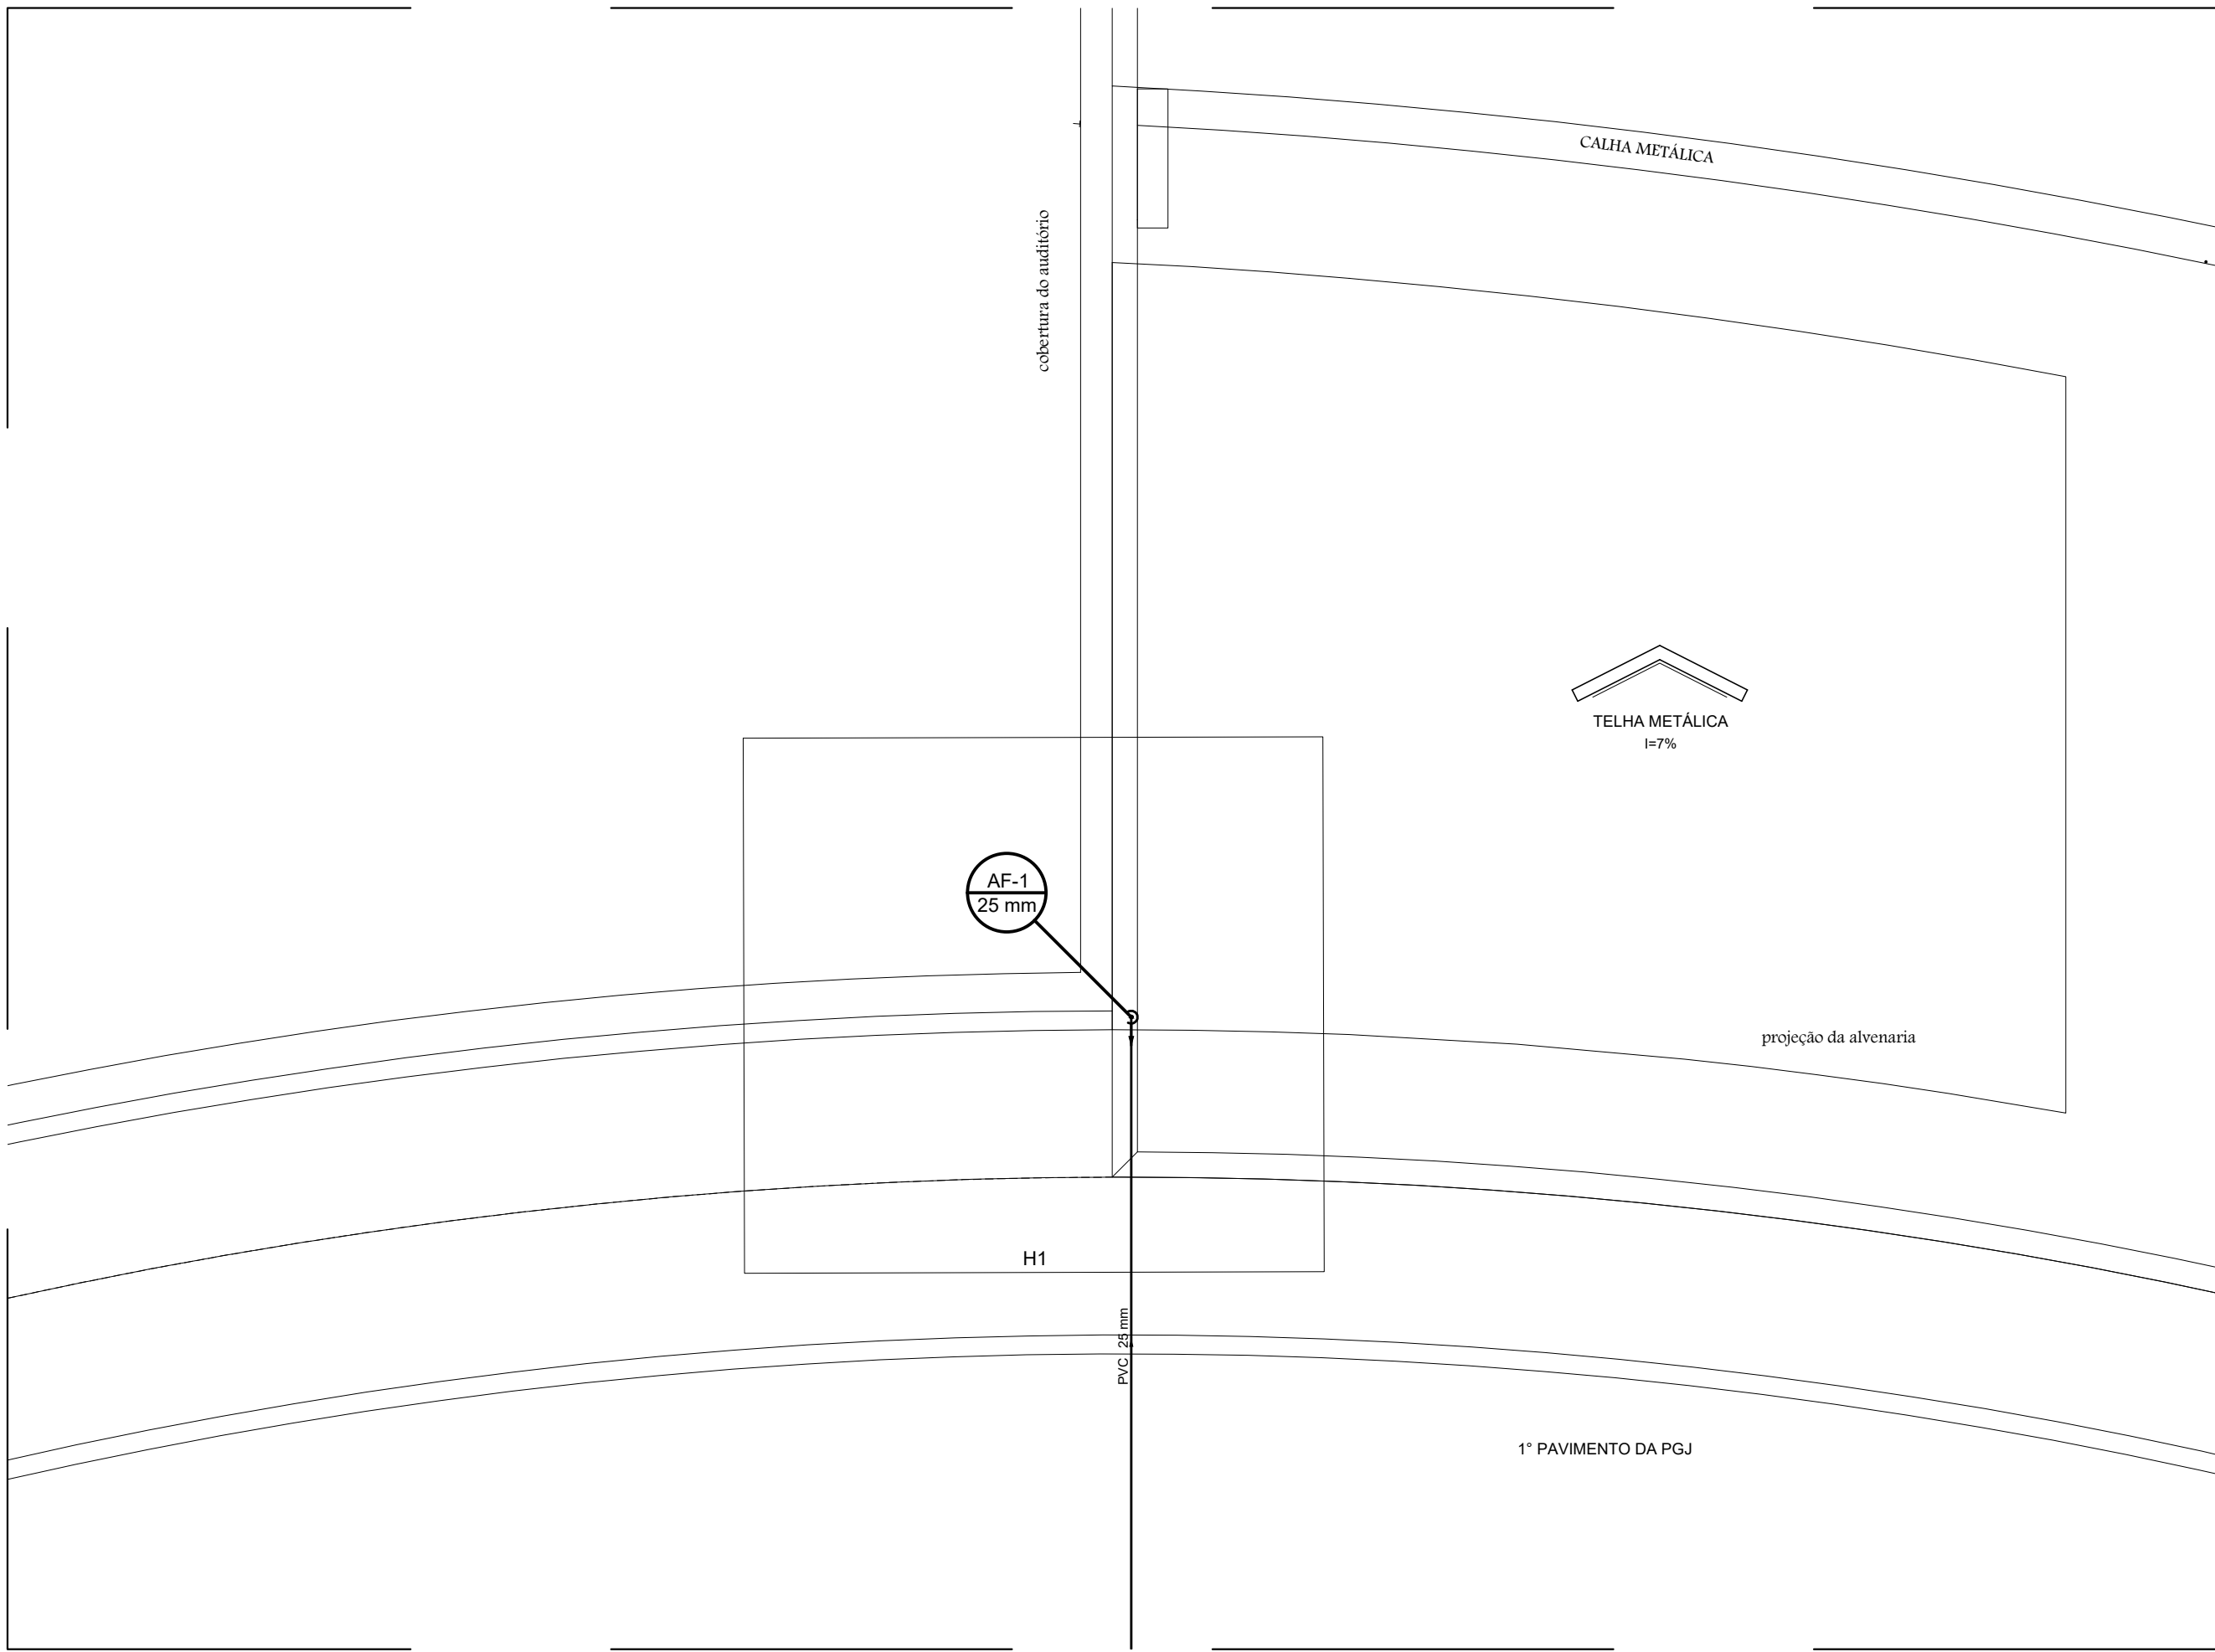 CALHA METÁLICA
cobertura do auditório
TELHA METÁLICA
I=7%
AF-1
25 mm
projeção da alvenaria
H1
PVC 25 mm
1° PAVIMENTO DA PGJ